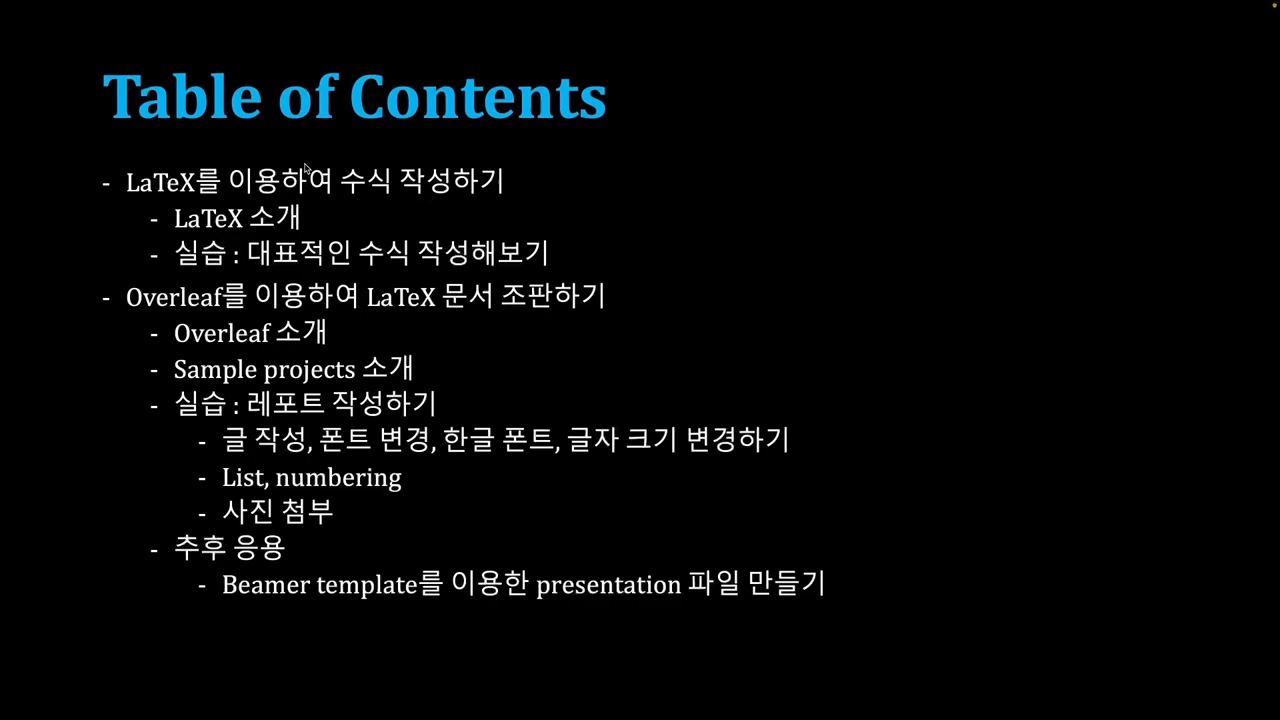 Table of Contents
- LaTeX를 이용하여 수식 작성하기
- LaTeX 소개
- 실습 : 대표적인 수식 작성해보기
- Overleaf를 이용하여 LaTeX 문서 조판하기
- Overleaf 소개
- Sample projects 소개
- 실습 : 레포트 작성하기
- 글 작성, 폰트 변경, 한글 폰트, 글자 크기 변경하기
- List, numbering
- 사진 첨부
- 추후 응용
- Beamer template를 이용한 presentation 파일 만들기